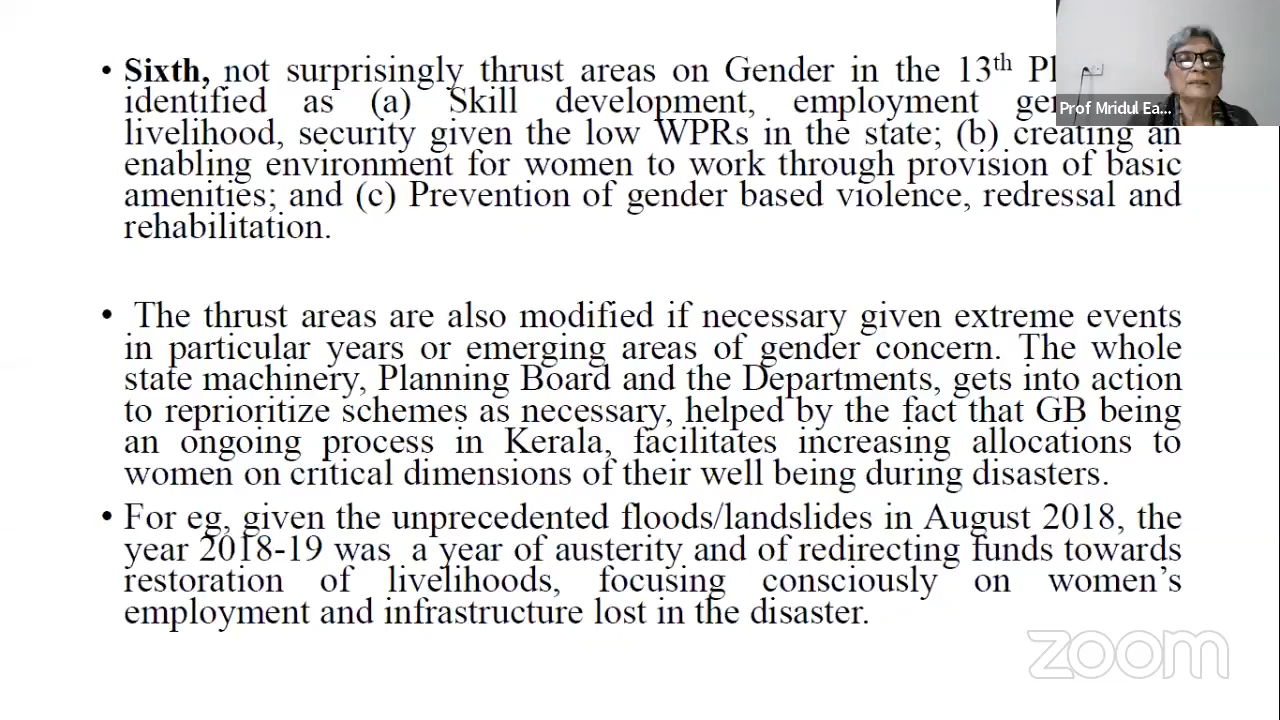 • Sixth, not surprisingly thrust areas on Gender in the 13th
identified as (a) Skill development, employment
livelihood, security given the low WPRs in the state; (b) creating an
enabling environment for women to work through provision of basic
amenities; and (c) Prevention of gender based violence, redressal and
rehabilitation.
• The thrust areas are also modified if necessary given extreme events
in particular years or emerging areas of gender concern. The whole
state machinery, Planning Board and the Departments, gets into action
to reprioritize schemes as necessary, helped by the fact that GB being
an ongoing process in Kerala, facilitates increasing allocations to
women on critical dimensions of their well being during disasters.
• For eg, given the unprecedented floods/landslides in August 2018, the
year 2018-19 was a year of austerity and of redirecting funds towards
restoration of livelihoods, focusing consciously on women's
employment and infrastructure lost in the disaster.
Prof Mridul Ea...
zoom